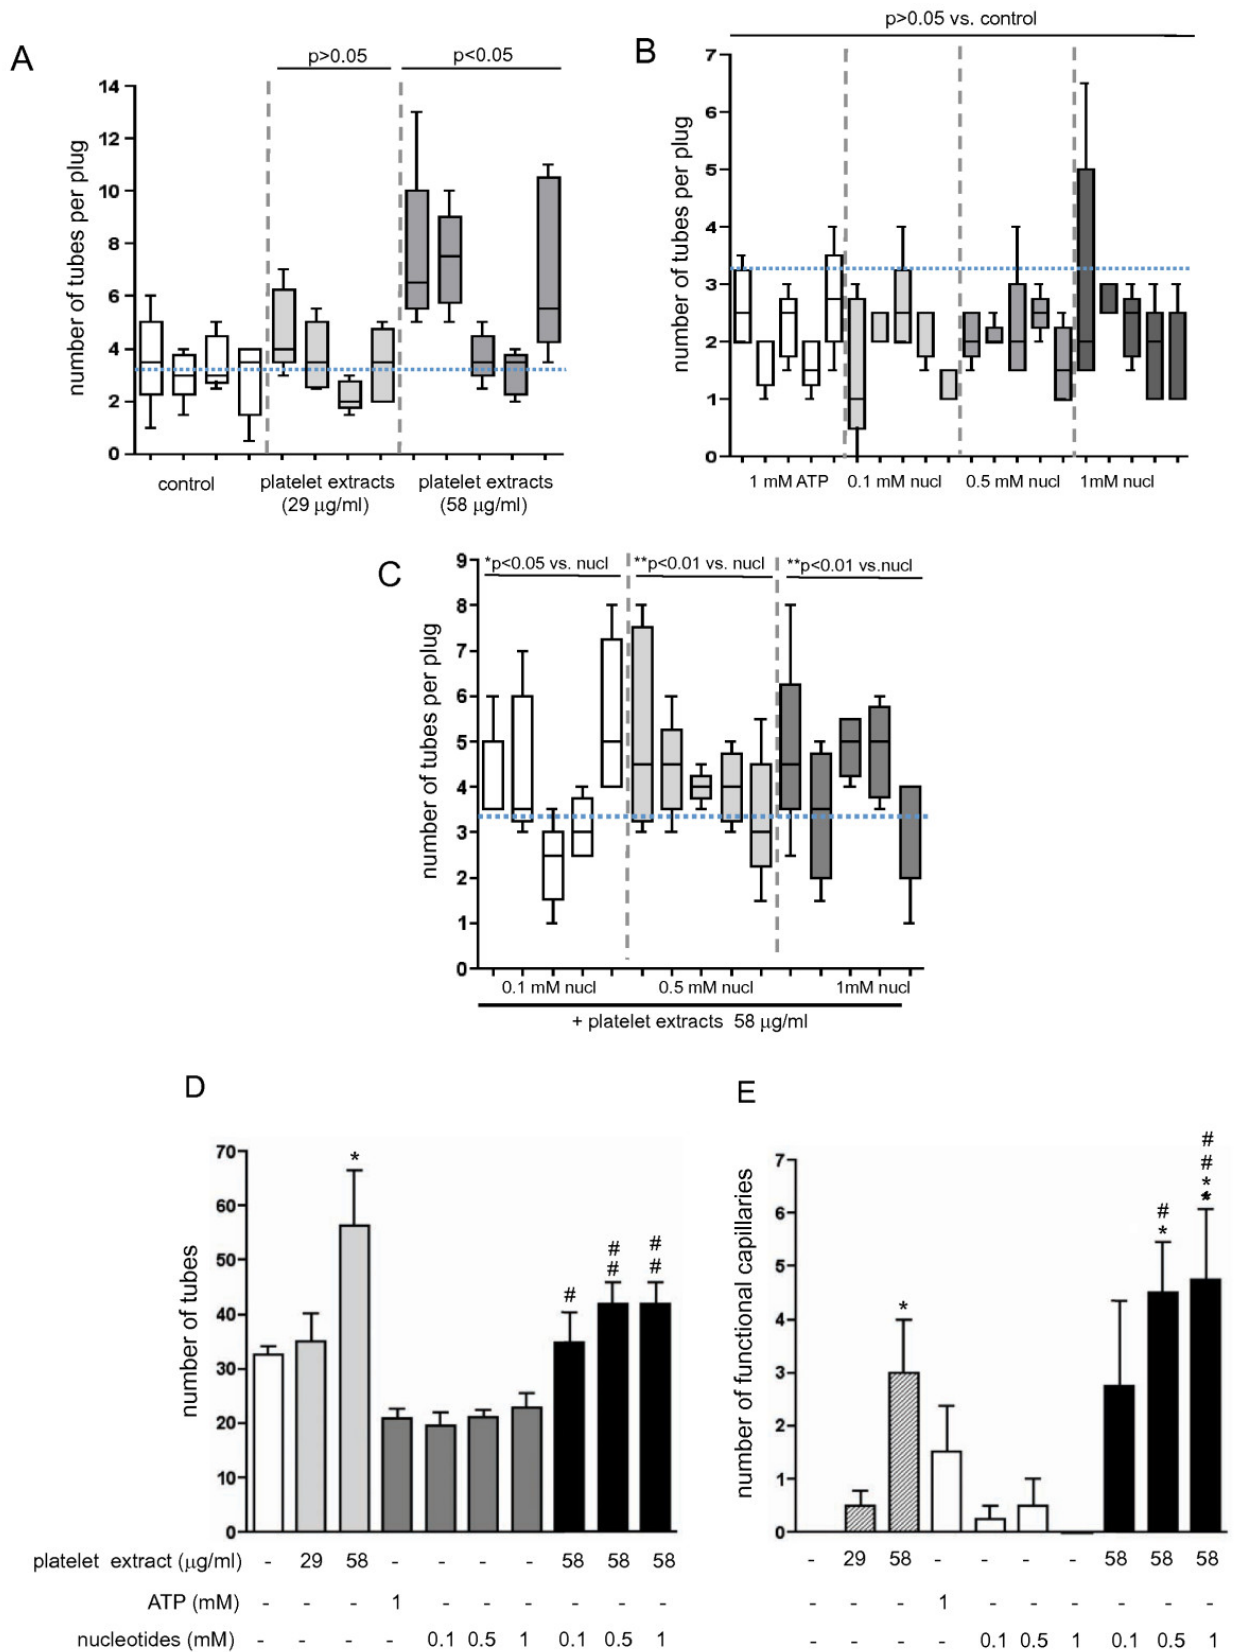 A
p>0.05
p<0.05
14
12
10
8
6
4
2
0
number of tubes per plug
control
platelet extracts
(29 µg/ml)
platelet extracts
(58 µg/ml)
B
p>0.05 vs. control
7
6
5
4
3
2
1
0
number of tubes per plug
1 mM ATP
0.1 mM nucl
0.5 mM nucl
1mM nucl
C
*p<0.05 vs. nucl
**p<0.01 vs. nucl
**p<0.01 vs.nucl
9
8
7
6
5
4
3
2
1
0
number of tubes per plug
0.1 mM nucl
0.5 mM nucl
1mM nucl
+ platelet extracts 58 µg/ml
D
70
60
50
40
30
20
10
0
number of tubes
*
#
#
#
#
#
E
7
6
5
4
3
2
1
0
number of functional capillaries
*
#
*
#
#
*
*
platelet extract (µg/ml) - 29 58 - - - - 58 58 58 - 29 58 - - - - 58 58 58
ATP (mM) - - - 1 - - - - - - - - - 1 - - - - - -
nucleotides (mM) - - - - 0.1 0.5 1 0.1 0.5 1 - - - - 0.1 0.5 1 0.1 0.5 1